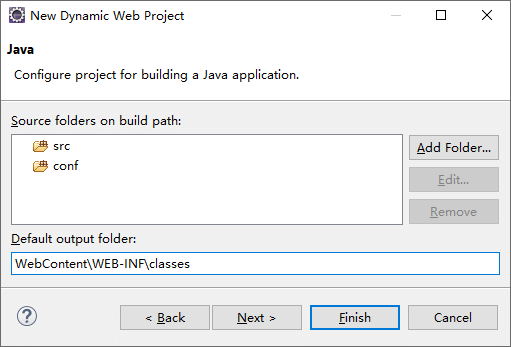 New Dynamic Web Project
Java
Configure project for building a Java application.
Source folders on build path:
src
conf
Add Folder...
Edit...
Remove
Default output folder:
WebContent\WEB-INF\classes
?
< Back
Next >
Finish
Cancel